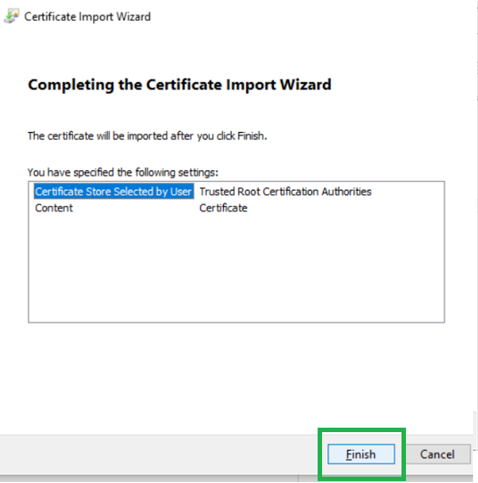 Certificate Import Wizard
Completing the Certificate Import Wizard
The certificate will be imported after you click Finish.
You have specified the following settings:
Certificate Store Selected by User Trusted Root Certification Authorities
Content Certificate
Finish Cancel